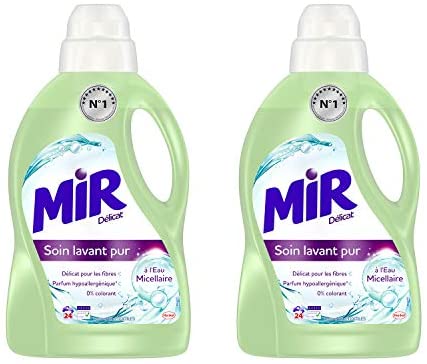 N°1
MiR
Délicat
Soin lavant pur
à l'Eau
Micellaire
Délicat pour les fibres
Parfum hypoallergénique*
0% colorant
24
Henkel
N°1
MiR
Délicat
Soin lavant pur
à l'Eau
Micellaire
Délicat pour les fibres
Parfum hypoallergénique*
0% colorant
24
Henkel